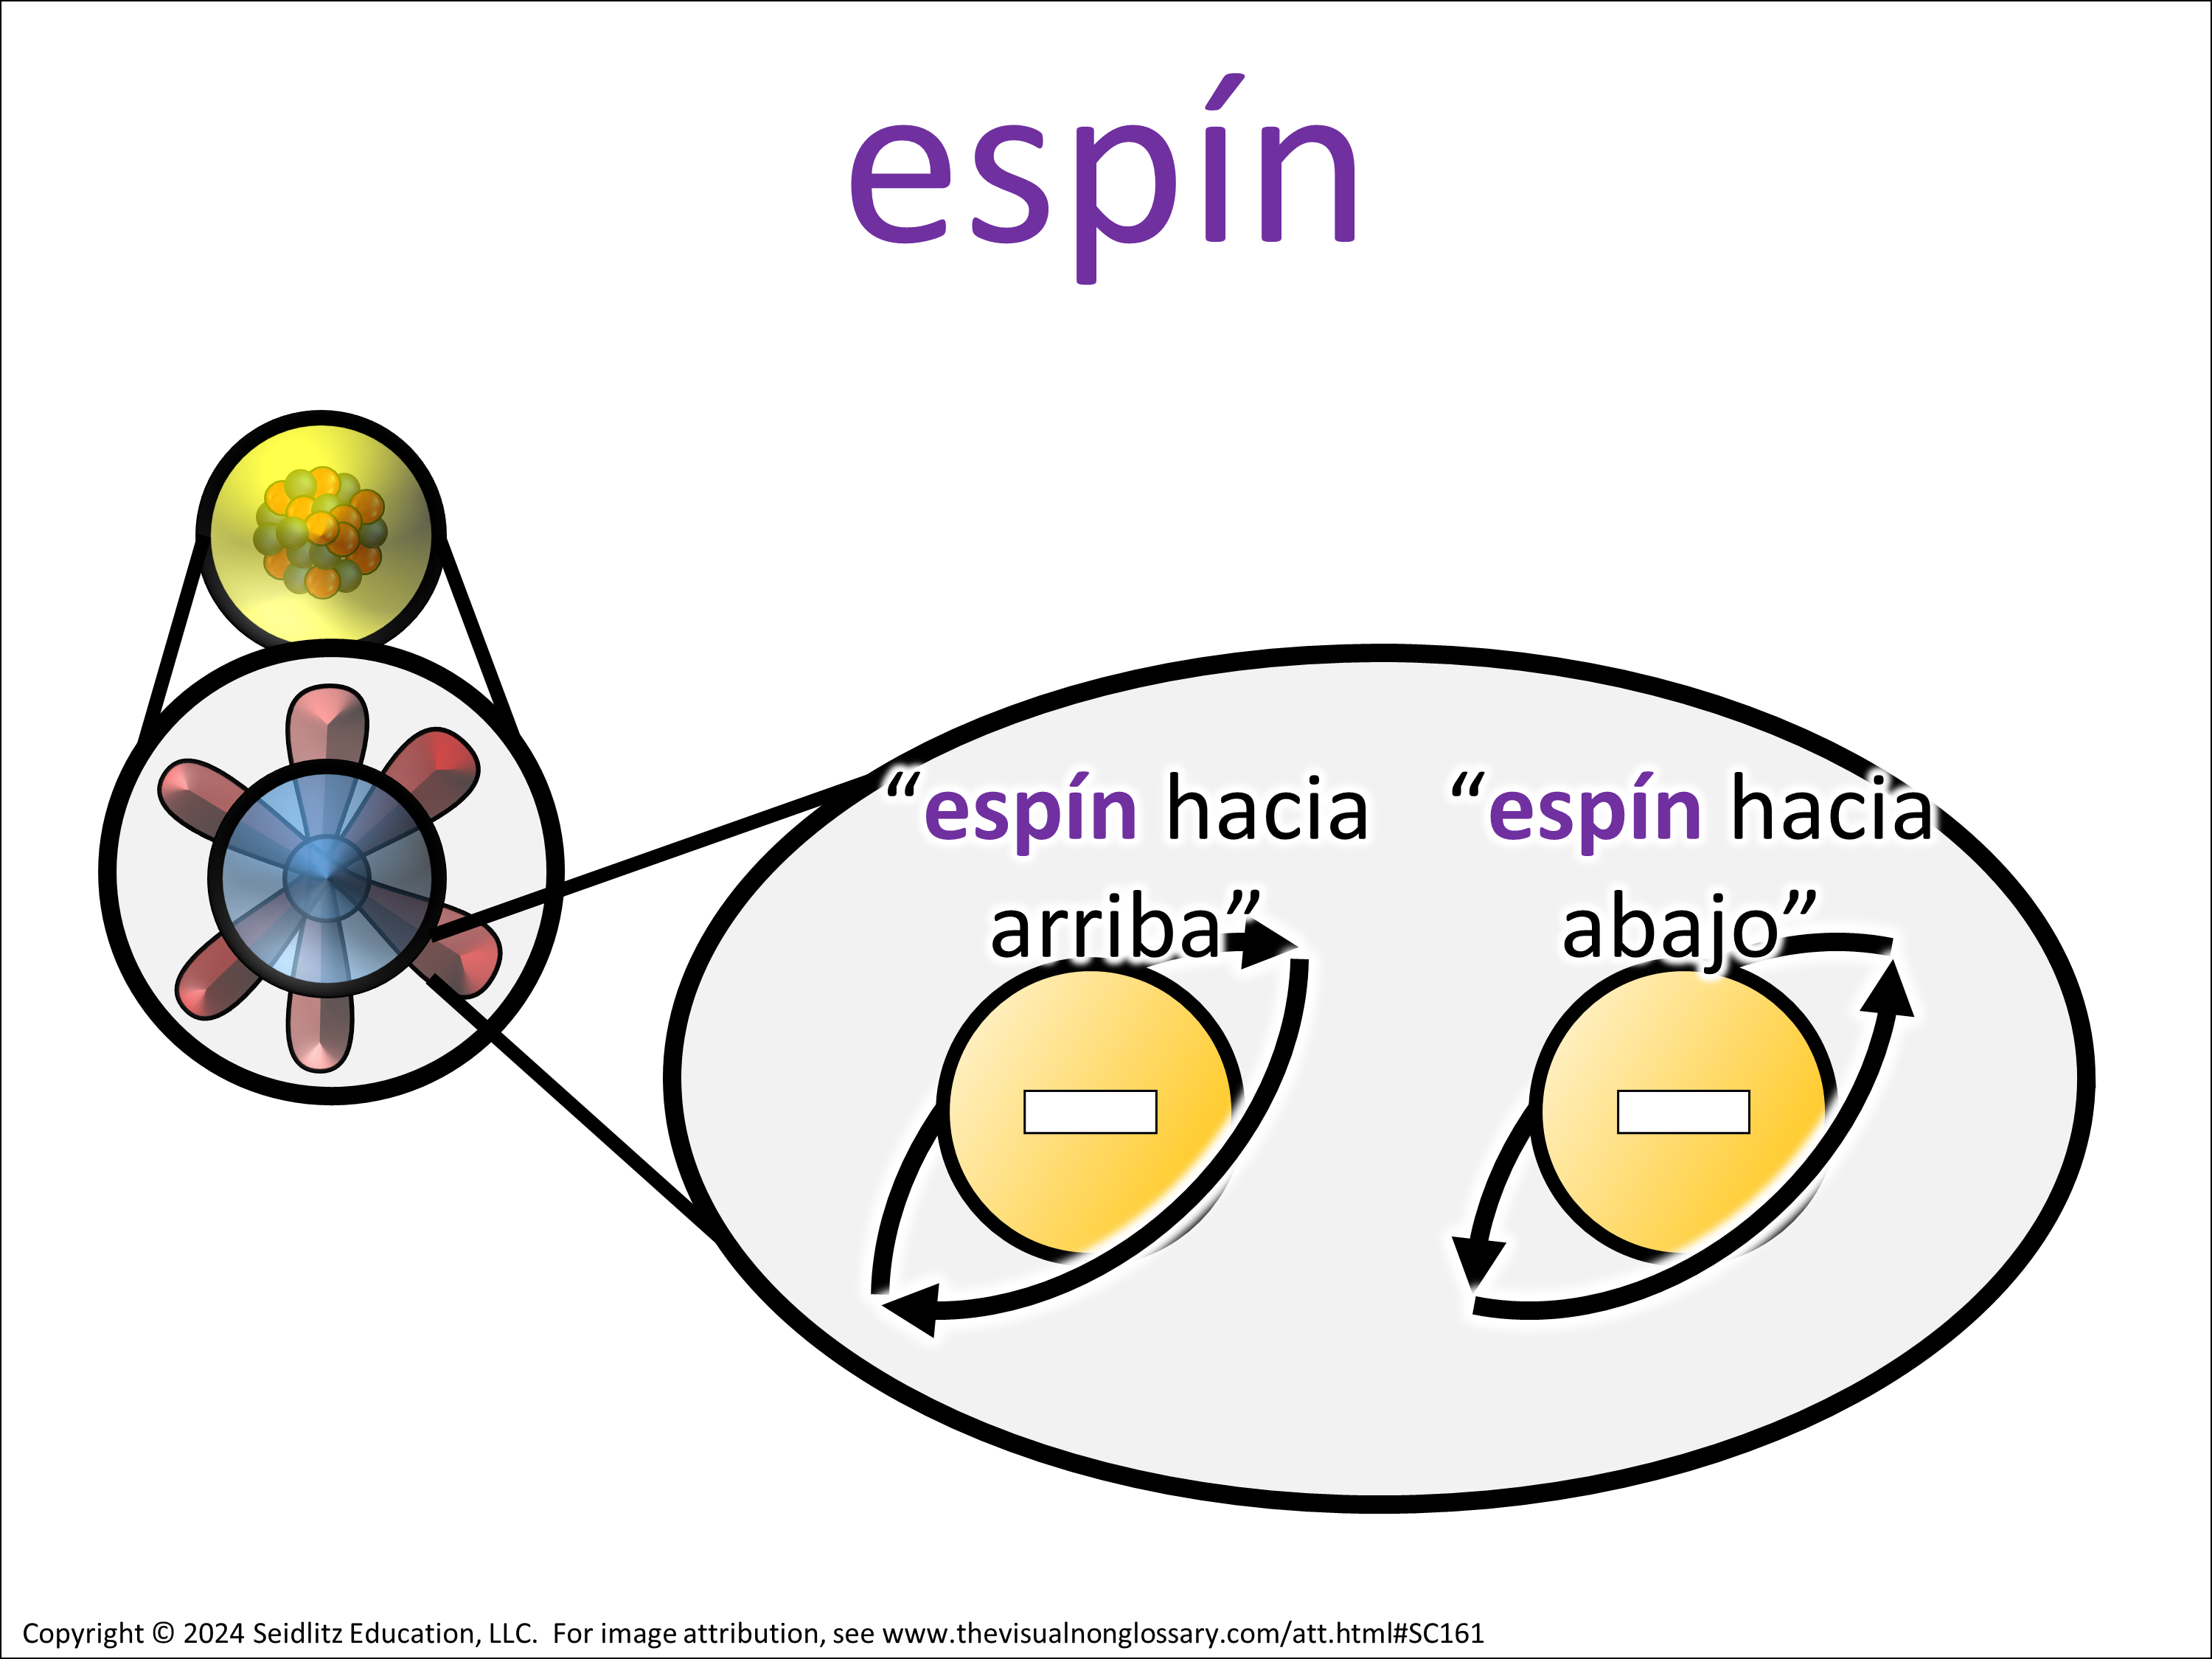 espín
“espín hacia
arriba”
“espín hacia
abajo”
Copyright © 2024 Seidlitz Education, LLC.  For image attribution, see www.thevisualnonglossary.com/att.html#SC161